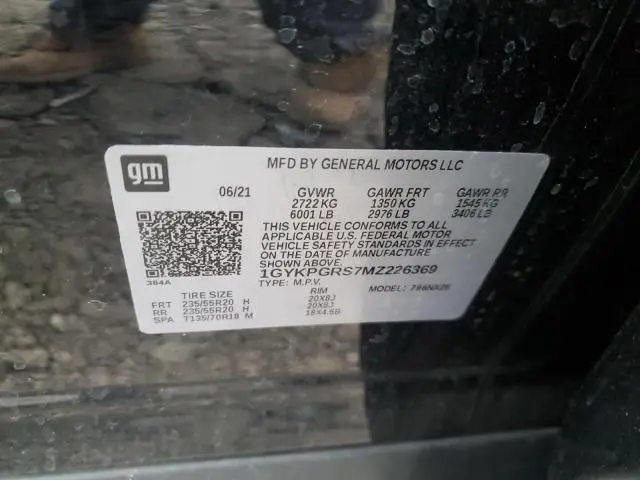 gm
MFD BY GENERAL MOTORS LLC
06/21 GVWR GAWR FRT GAWR RR
2722 KG 1350 KG 1545 KG
6001 LB 2976 LB 3406 LB
THIS VEHICLE CONFORMS TO ALL
APPLICABLE U.S. FEDERAL MOTOR
VEHICLE SAFETY STANDARDS IN EFFECT
ON THE DATE OF MANUFACTURE
SHOWN ABOVE.
384A 1GYKPGRS7MZ226369
TYPE: M.P.V.
TIRE SIZE RIM
FRT 235/55R20 H 20X8J
RR 235/55R20 H 20X8J
SPA T135/70R18 M 18X4.5B